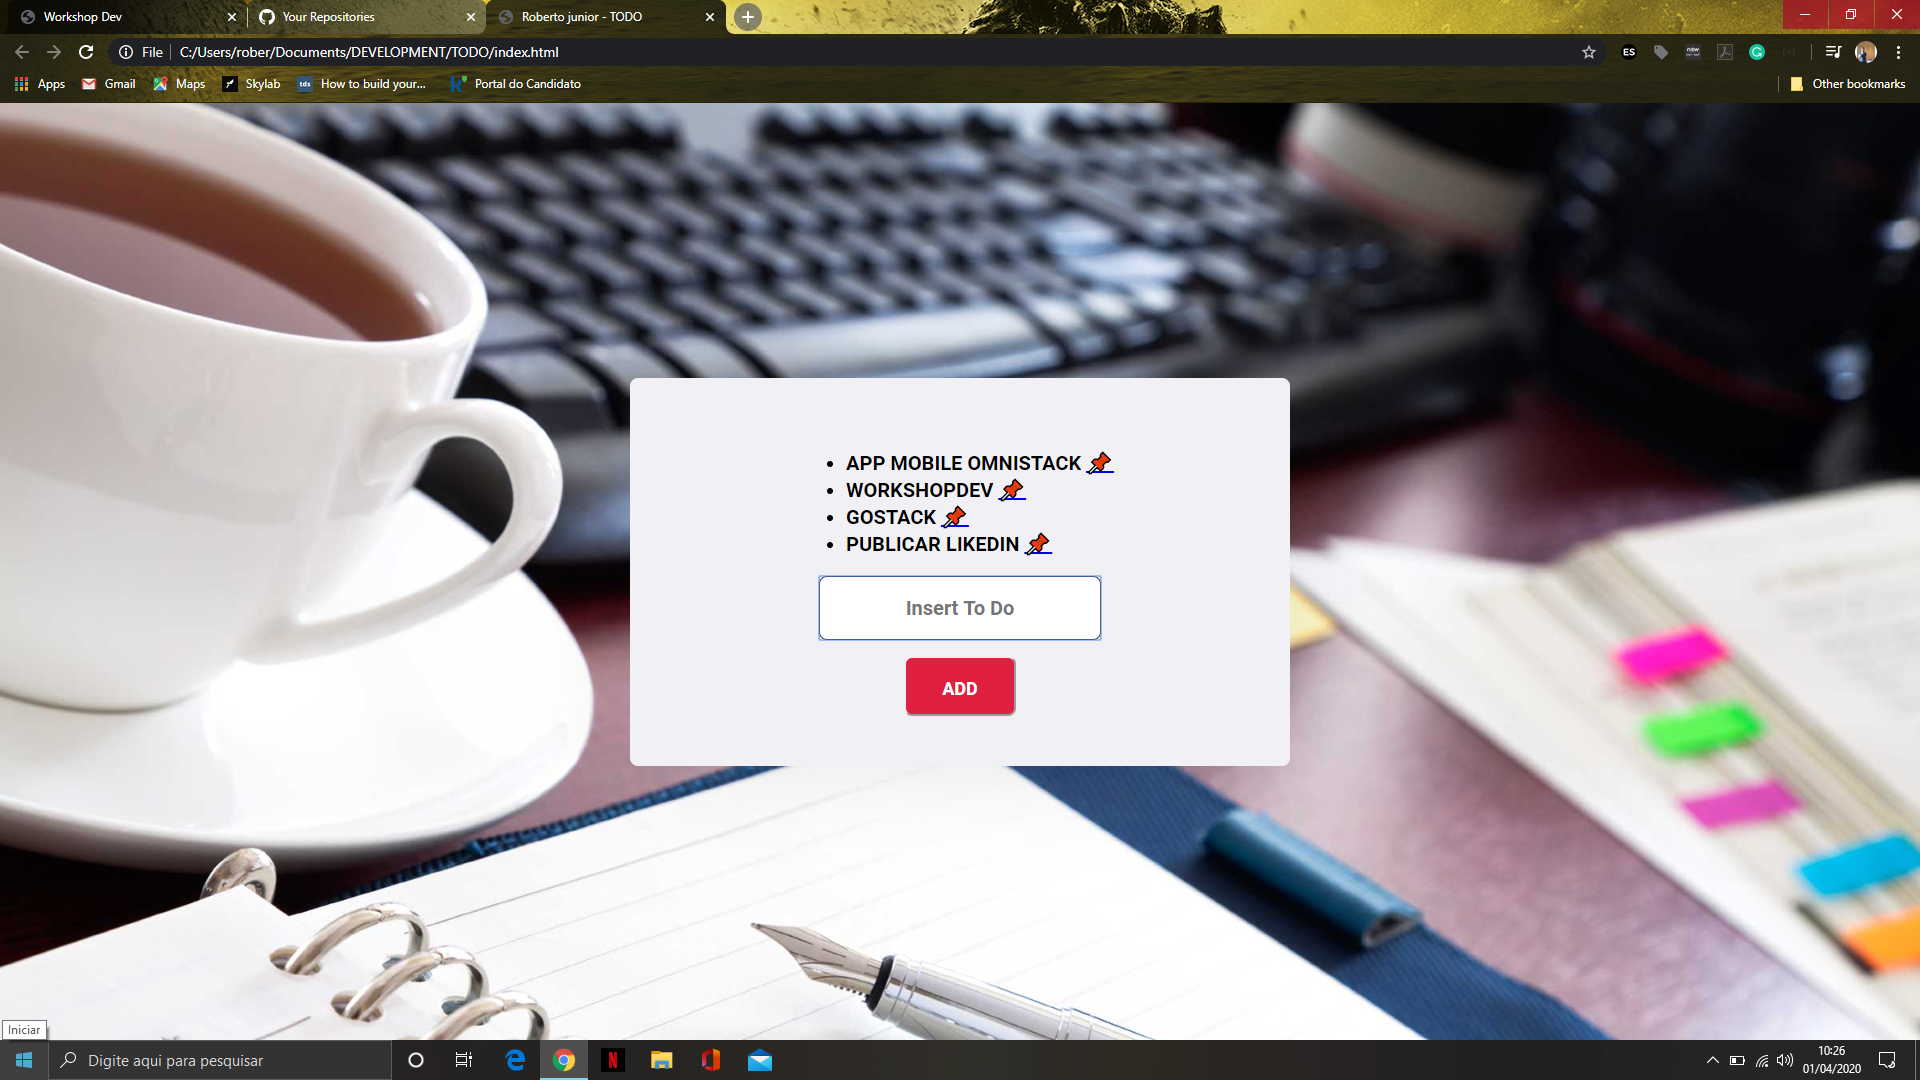 Workshop Dev
Your Repositories
Roberto junior - TODO
File
C:/Users/rober/Documents/DEVELOPMENT/TODO/index.html
ES
Apps
Gmail
Maps
Skylab
tds
How to build your...
Portal do Candidato
Other bookmarks
APP MOBILE OMNISTACK
WORKSHOPDEV
GOSTACK
PUBLICAR LIKEDIN
Insert To Do
ADD
Iniciar
Digite aqui para pesquisar
N
10:26
01/04/2020